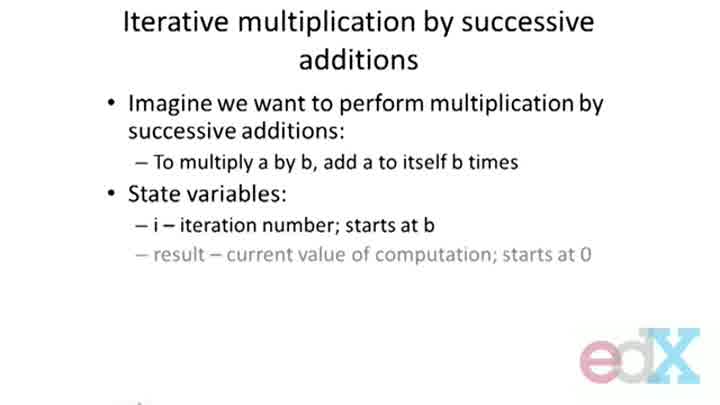 Iterative multiplication by successive
additions
• Imagine we want to perform multiplication by
successive additions:
– To multiply a by b, add a to itself b times
• State variables:
– i – iteration number; starts at b
– result – current value of computation; starts at 0
edX